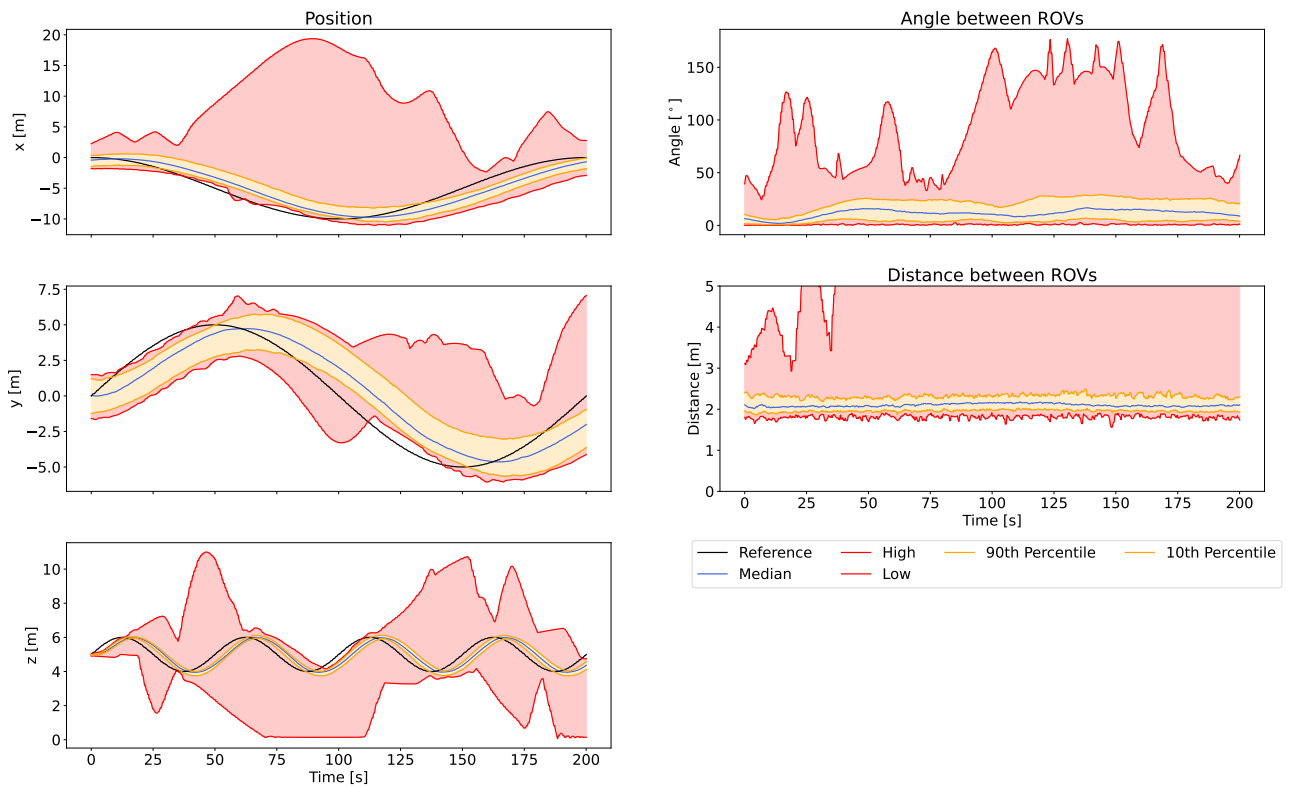 Position
20
15
10
5
0
−5
−10
x [m]
7.5
5.0
2.5
0.0
−2.5
−5.0
y [m]
10
8
6
4
2
0
z [m]
0 25 50 75 100 125 150 175 200
Time [s]
Angle between ROVs
150
100
50
0
Angle [°]
Distance between ROVs
5
4
3
2
1
0
Distance [m]
0 25 50 75 100 125 150 175 200
Time [s]
Reference High 90th Percentile 10th Percentile
Median Low